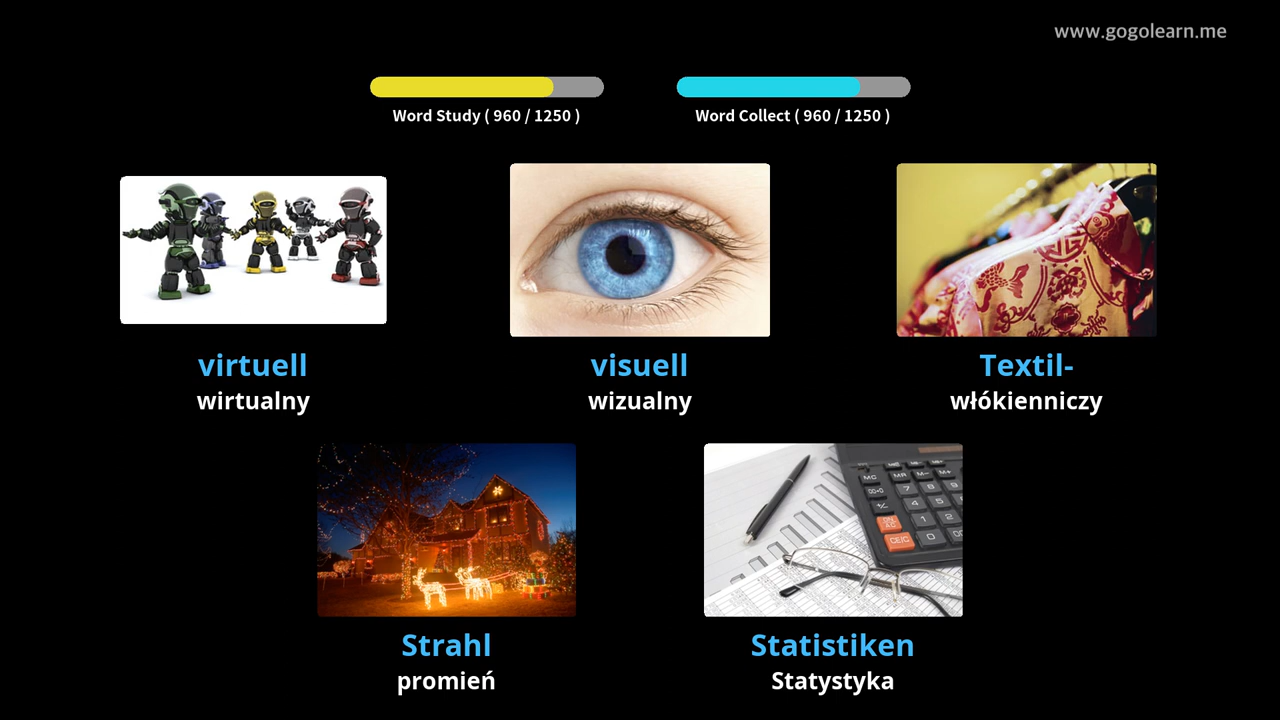 www.gogolearn.me
Word Study ( 960 / 1250 )
Word Collect ( 960 / 1250 )
virtuell
wirtualny
visuell
wizualny
Textil-
włókienniczy
Strahl
promień
Statistiken
Statystyka